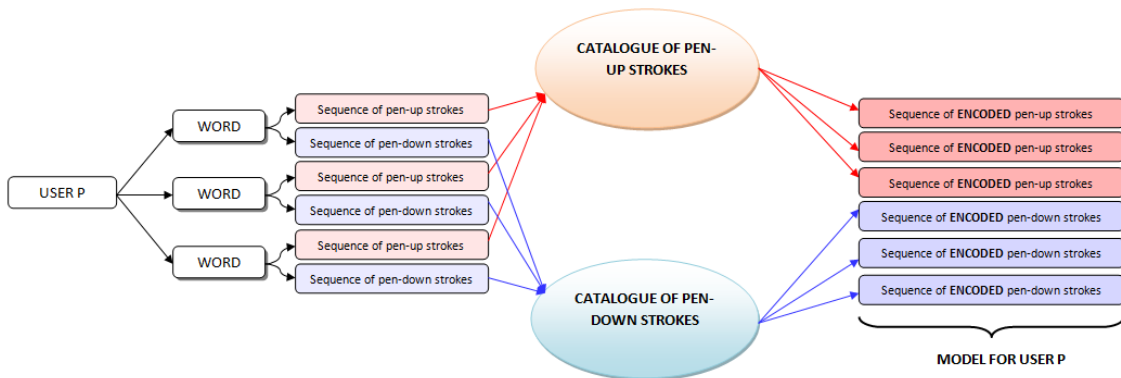 USER P
WORD
WORD
WORD
Sequence of pen-up strokes
Sequence of pen-down strokes
Sequence of pen-up strokes
Sequence of pen-down strokes
Sequence of pen-up strokes
Sequence of pen-down strokes
CATALOGUE OF PEN-
UP STROKES
CATALOGUE OF PEN-
DOWN STROKES
Sequence of ENCODED pen-up strokes
Sequence of ENCODED pen-up strokes
Sequence of ENCODED pen-up strokes
Sequence of ENCODED pen-down strokes
Sequence of ENCODED pen-down strokes
Sequence of ENCODED pen-down strokes
MODEL FOR USER P